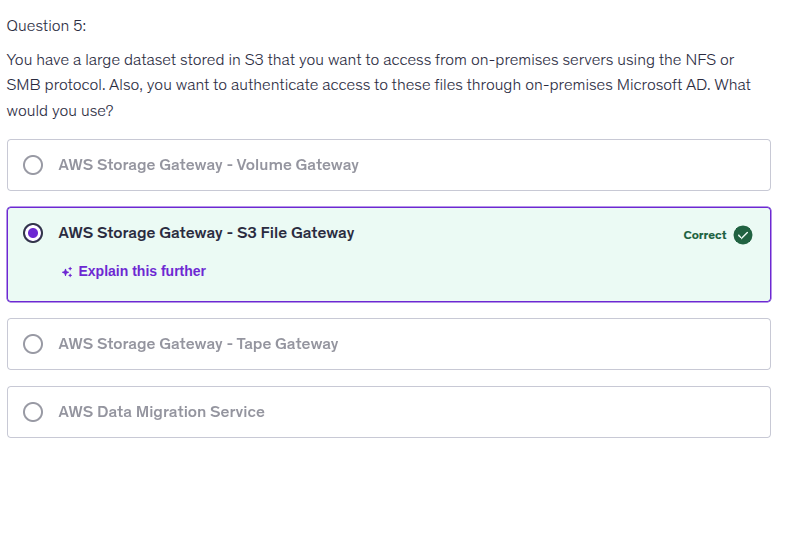 Question 5:
You have a large dataset stored in S3 that you want to access from on-premises servers using the NFS or
SMB protocol. Also, you want to authenticate access to these files through on-premises Microsoft AD. What
would you use?
AWS Storage Gateway - Volume Gateway
AWS Storage Gateway - S3 File Gateway
Correct
Explain this further
AWS Storage Gateway - Tape Gateway
AWS Data Migration Service